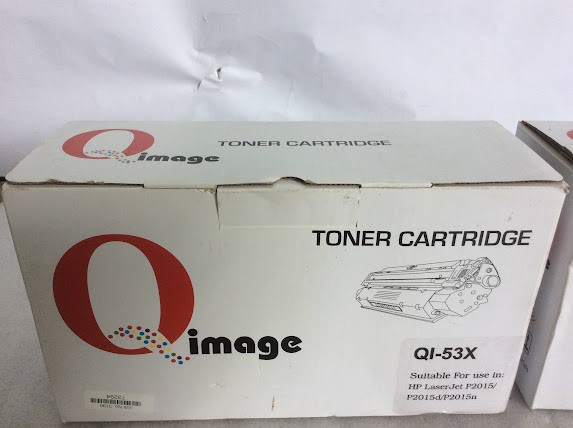 Qimage
TONER CARTRIDGE
TONER CARTRIDGE
Qimage
QI-53X
Suitable For use in:
HP LaserJet P2015/
P2015d/P2015n